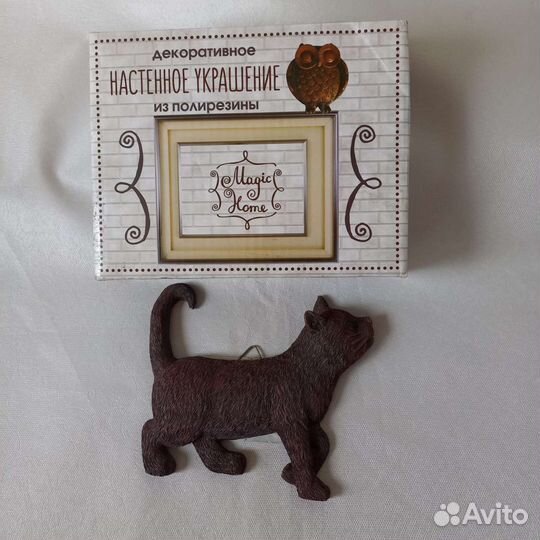 декоративное
НАСТЕННОЕ УКРАШЕНИЕ
ИЗ ПОЛИРЕЗИНЫ
Magic
Home
Avito